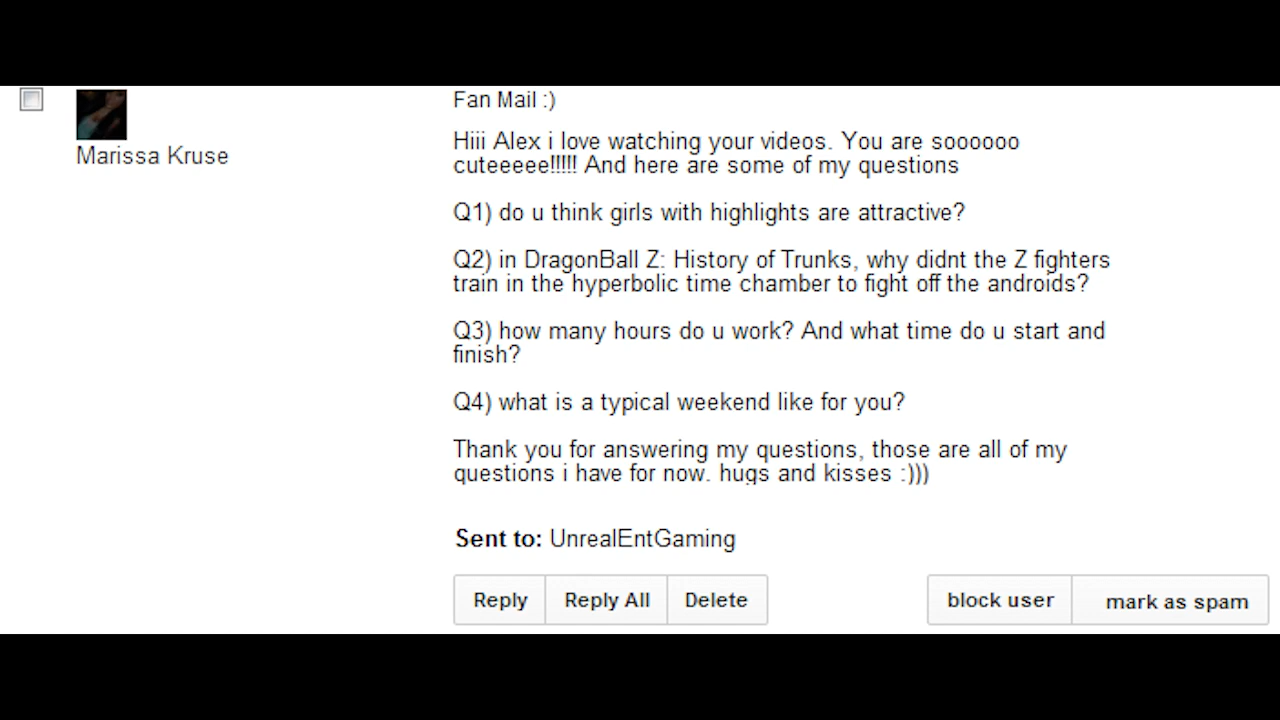 Fan Mail :)
Marissa Kruse
Hiii Alex i love watching your videos. You are soooooo
cuteeeee!!!!! And here are some of my questions
Q1) do u think girls with highlights are attractive?
Q2) in DragonBall Z: History of Trunks, why didnt the Z fighters
train in the hyperbolic time chamber to fight off the androids?
Q3) how many hours do u work? And what time do u start and
finish?
Q4) what is a typical weekend like for you?
Thank you for answering my questions, those are all of my
questions i have for now. hugs and kisses :)))
Sent to: UnrealEntGaming
Reply Reply All Delete block user mark as spam